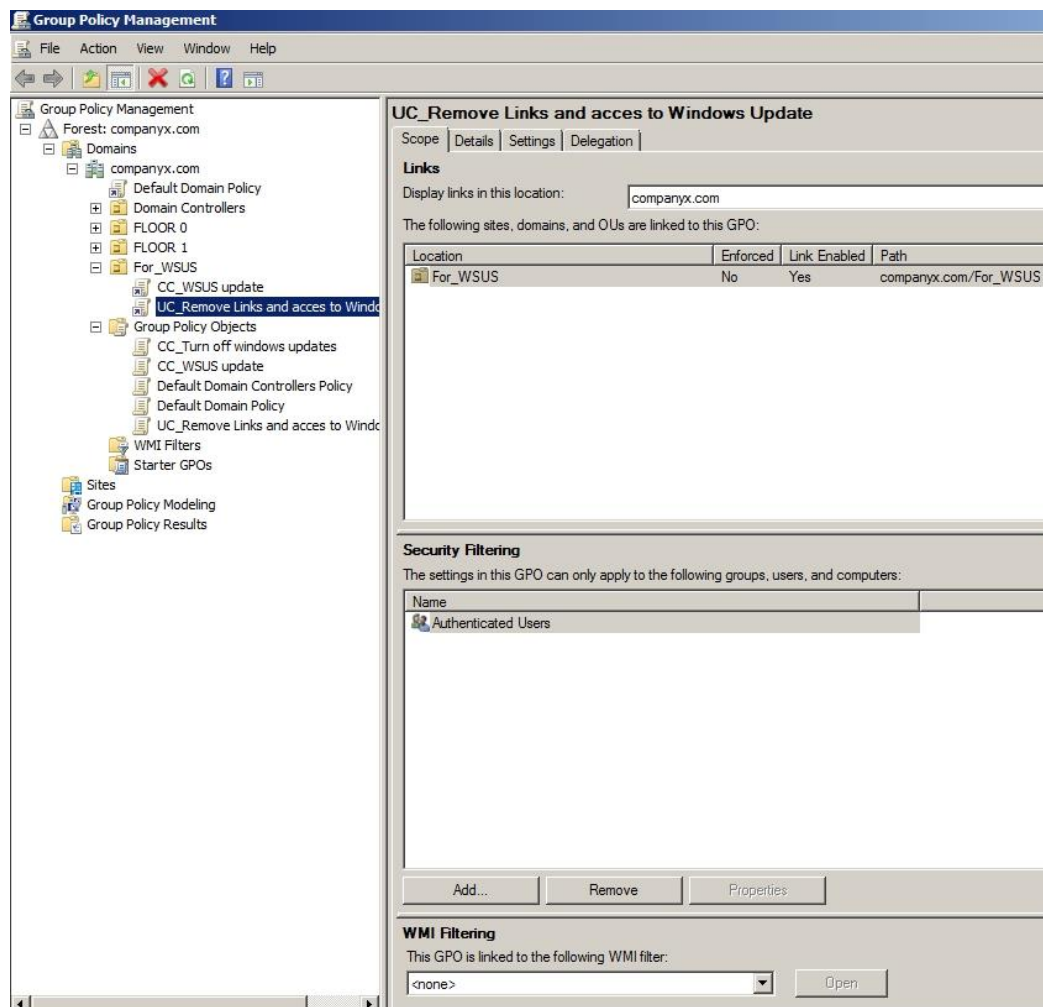 Group Policy Management
File Action View Window Help
Group Policy Management
Forest: companyx.com
Domains
companyx.com
Default Domain Policy
Domain Controllers
FLOOR 0
FLOOR 1
For_WSUS
CC_WSUS update
UC_Remove Links and acces to Windo
Group Policy Objects
CC_Turn off windows updates
CC_WSUS update
Default Domain Controllers Policy
Default Domain Policy
UC_Remove Links and acces to Windo
WMI Filters
Starter GPOs
Sites
Group Policy Modeling
Group Policy Results
UC_Remove Links and acces to Windows Update
Scope Details Settings Delegation
Links
Display links in this location: companyx.com
The following sites, domains, and OUs are linked to this GPO:
Location Enforced Link Enabled Path
For_WSUS No Yes companyx.com/For_WSUS
Security Filtering
The settings in this GPO can only apply to the following groups, users, and computers:
Name
Authenticated Users
Add... Remove Properties
WMI Filtering
This GPO is linked to the following WMI filter:
<none> Open